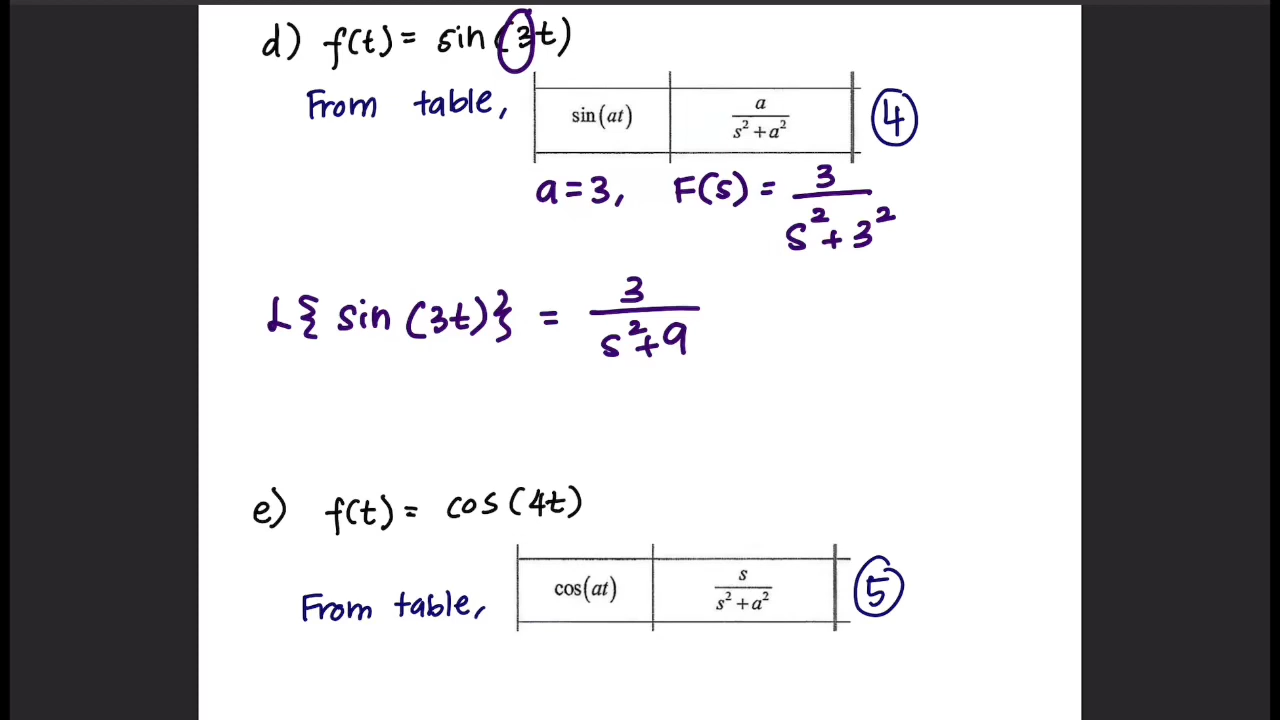 d) f(t) = sin(3t)
From table, sin(at) a/(s²+a²) ④
a=3, F(s) = 3/(s²+3²)
L{ sin (3t)} = 3/(s²+9)
e) f(t) = cos (4t)
From table, cos(at) s/(s²+a²) ⑤